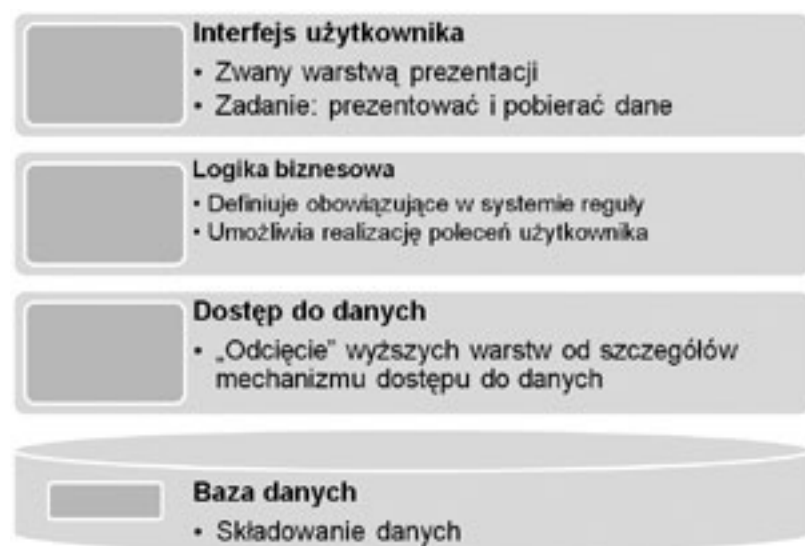 Interfejs użytkownika
• Zwany warstwą prezentacji
• Zadanie: prezentować i pobierać dane
Logika biznesowa
• Definiuje obowiązujące w systemie reguły
• Umożliwia realizację poleceń użytkownika
Dostęp do danych
• „Odcięcie” wyższych warstw od szczegółów
mechanizmu dostępu do danych
Baza danych
• Składowanie danych